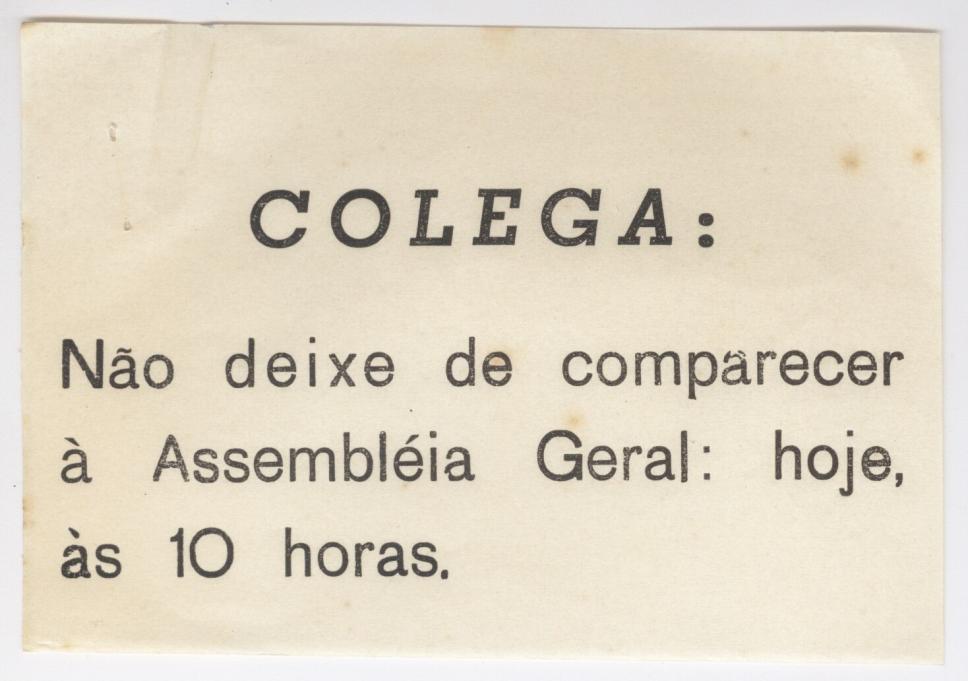 COLEGA:
Não deixe de comparecer
à Assembléia Geral: hoje,
às 10 horas.